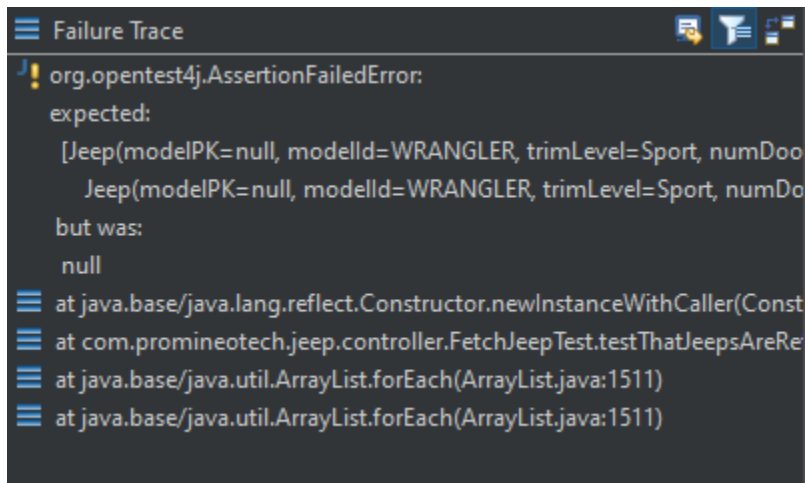 Failure Trace
org.opentest4j.AssertionFailedError:
expected:
[Jeep(modelPK=null, modelId=WRANGLER, trimLevel=Sport, numDoo
Jeep(modelPK=null, modelId=WRANGLER, trimLevel=Sport, numDo
but was:
null
at java.base/java.lang.reflect.Constructor.newInstanceWithCaller(Const
at com.promineotech.jeep.controller.FetchJeepTest.testThatJeepsAreRe
at java.base/java.util.ArrayList.forEach(ArrayList.java:1511)
at java.base/java.util.ArrayList.forEach(ArrayList.java:1511)